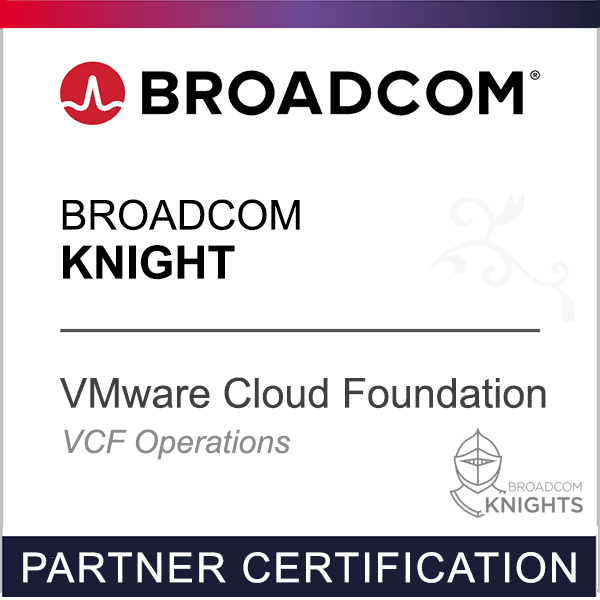 BROADCOM®
BROADCOM
KNIGHT
VMware Cloud Foundation
VCF Operations
BROADCOM
KNIGHTS
PARTNER CERTIFICATION